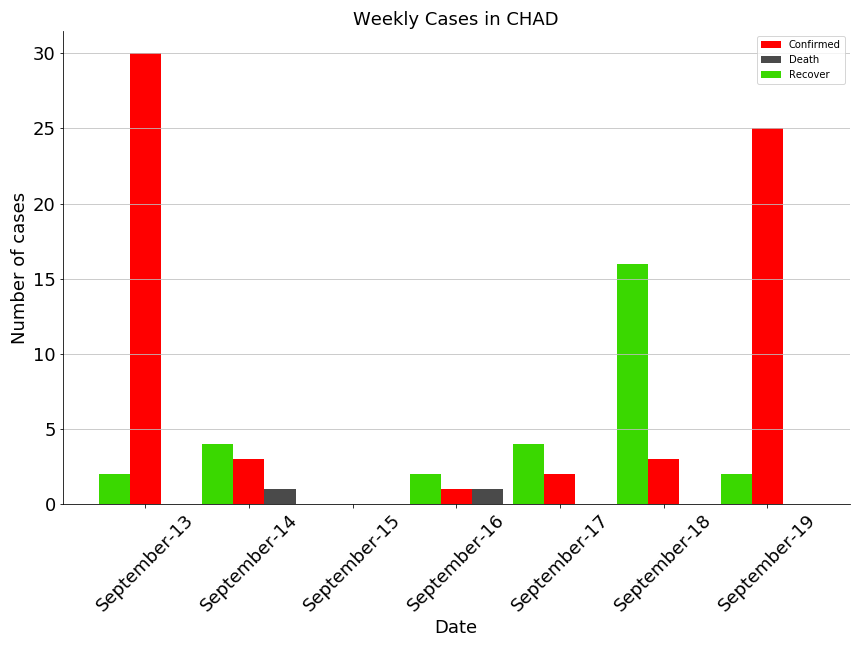 Weekly Cases in CHAD
Confirmed
Death
Recover
Number of cases
30
25
20
15
10
5
0
September-13
September-14
September-15
September-16
September-17
September-18
September-19
Date